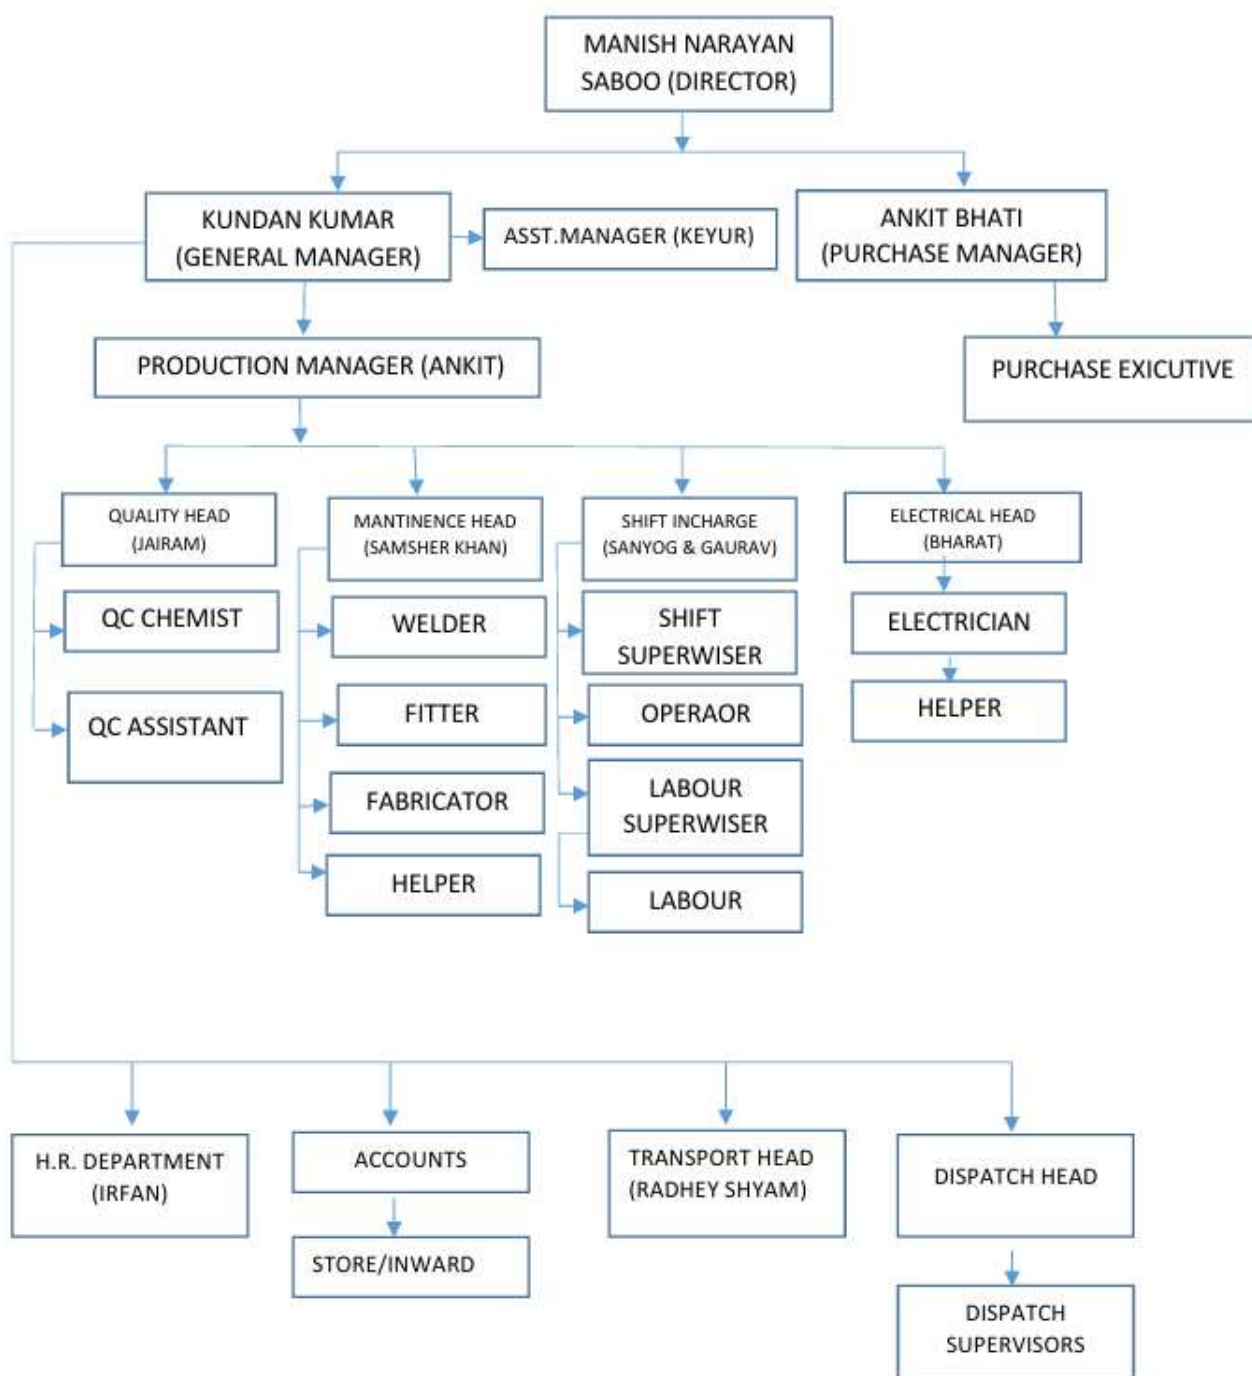 MANISH NARAYAN
SABOO (DIRECTOR)
KUNDAN KUMAR
(GENERAL MANAGER)
ASST.MANAGER (KEYUR)
ANKIT BHATI
(PURCHASE MANAGER)
PRODUCTION MANAGER (ANKIT)
PURCHASE EXICUTIVE
QUALITY HEAD
(JAIRAM)
MANTINENCE HEAD
(SAMSHER KHAN)
SHIFT INCHARGE
(SANYOG & GAURAV)
ELECTRICAL HEAD
(BHARAT)
QC CHEMIST
WELDER
SHIFT
SUPERWISER
ELECTRICIAN
QC ASSISTANT
FITTER
OPERAOR
HELPER
FABRICATOR
LABOUR
SUPERWISER
HELPER
LABOUR
H.R. DEPARTMENT
(IRFAN)
ACCOUNTS
TRANSPORT HEAD
(RADHEY SHYAM)
DISPATCH HEAD
STORE/INWARD
DISPATCH
SUPERVISORS